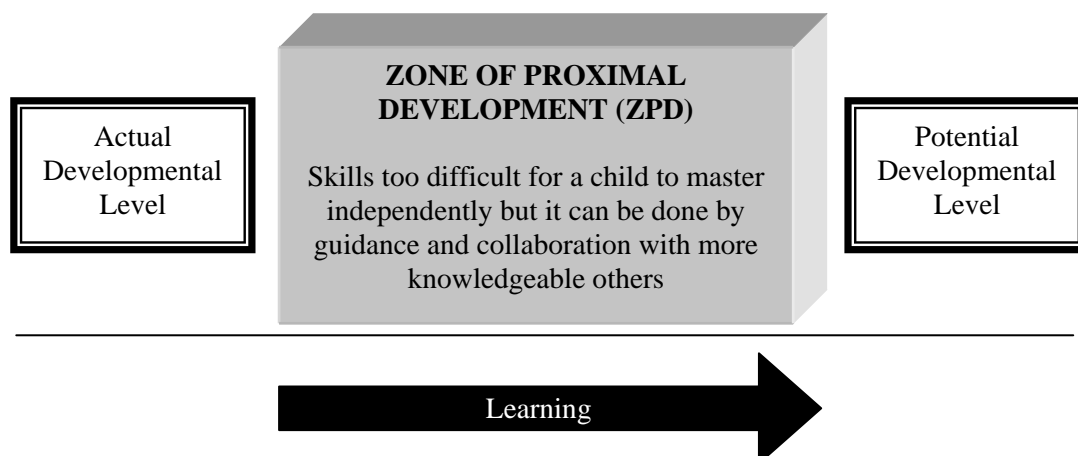 Actual
Developmental
Level
ZONE OF PROXIMAL
DEVELOPMENT (ZPD)
Skills too difficult for a child to master
independently but it can be done by
guidance and collaboration with more
knowledgeable others
Potential
Developmental
Level
Learning